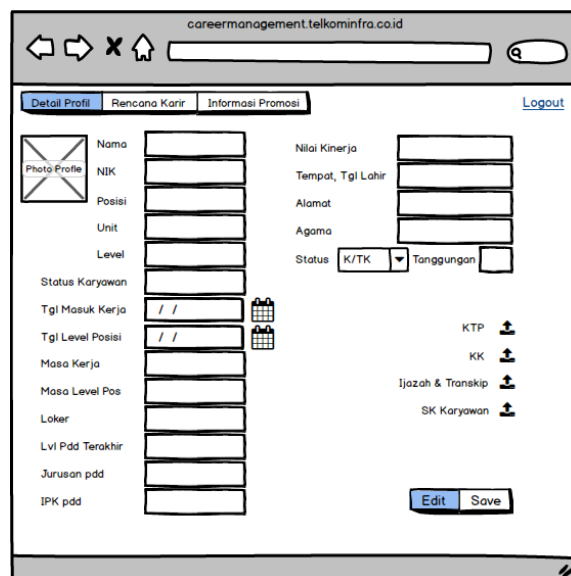 careermanagement.telkominfra.co.id
Detail Profil Rencana Karir Informasi Promosi Logout
Photo Profle
Nama
NIK
Posisi
Unit
Level
Status Karyawan
Tgl Masuk Kerja / /
Tgl Level Posisi / /
Masa Kerja
Masa Level Pos
Loker
Lvl Pdd Terakhir
Jurusan pdd
IPK pdd
Nilai Kinerja
Tempat, Tgl Lahir
Alamat
Agama
Status K/TK Tanggungan
KTP
KK
Ijazah & Transkip
SK Karyawan
Edit Save